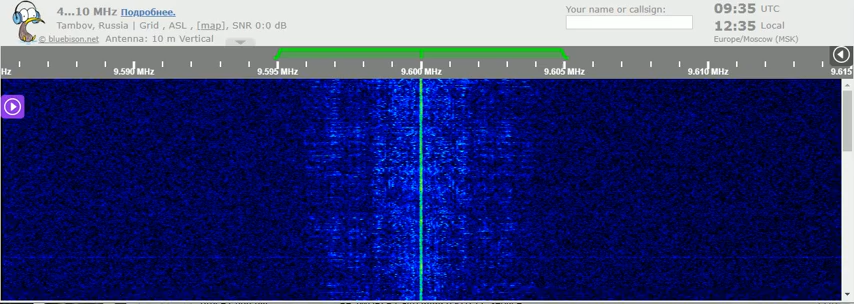 4...10 MHz Подробнее.
Tambov, Russia | Grid , ASL , [map], SNR 0:0 dB
© bluebison.net Antenna: 10 m Vertical
Your name or callsign:
09:35 UTC
12:35 Local
Europe/Moscow (MSK)
Hz 9.590 MHz 9.595 MHz 9.600 MHz 9.605 MHz 9.610 MHz 9.615